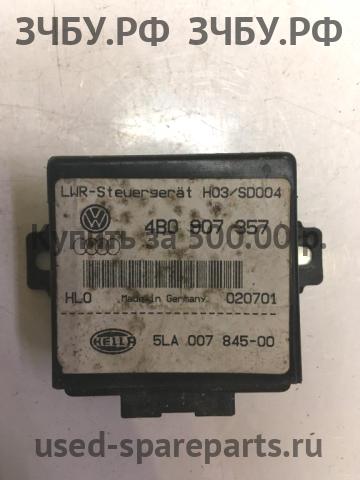 ЗЧБУ.РФ ЗЧБУ.РФ
LWR-Steuergerät H03/SD004
4B0 907 357
Купить за 500.00 р.
HLO Made in Germany 020701
HELLA 5LA 007 845-00
used-spareparts.ru